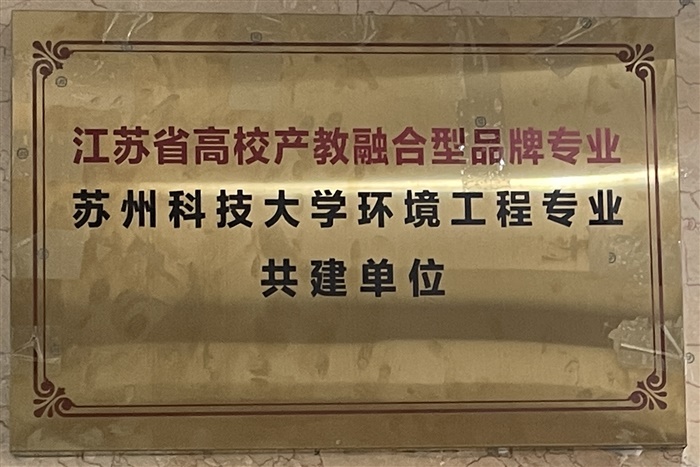 江苏省高校产教融合型品牌专业
苏州科技大学环境工程专业
共建单位